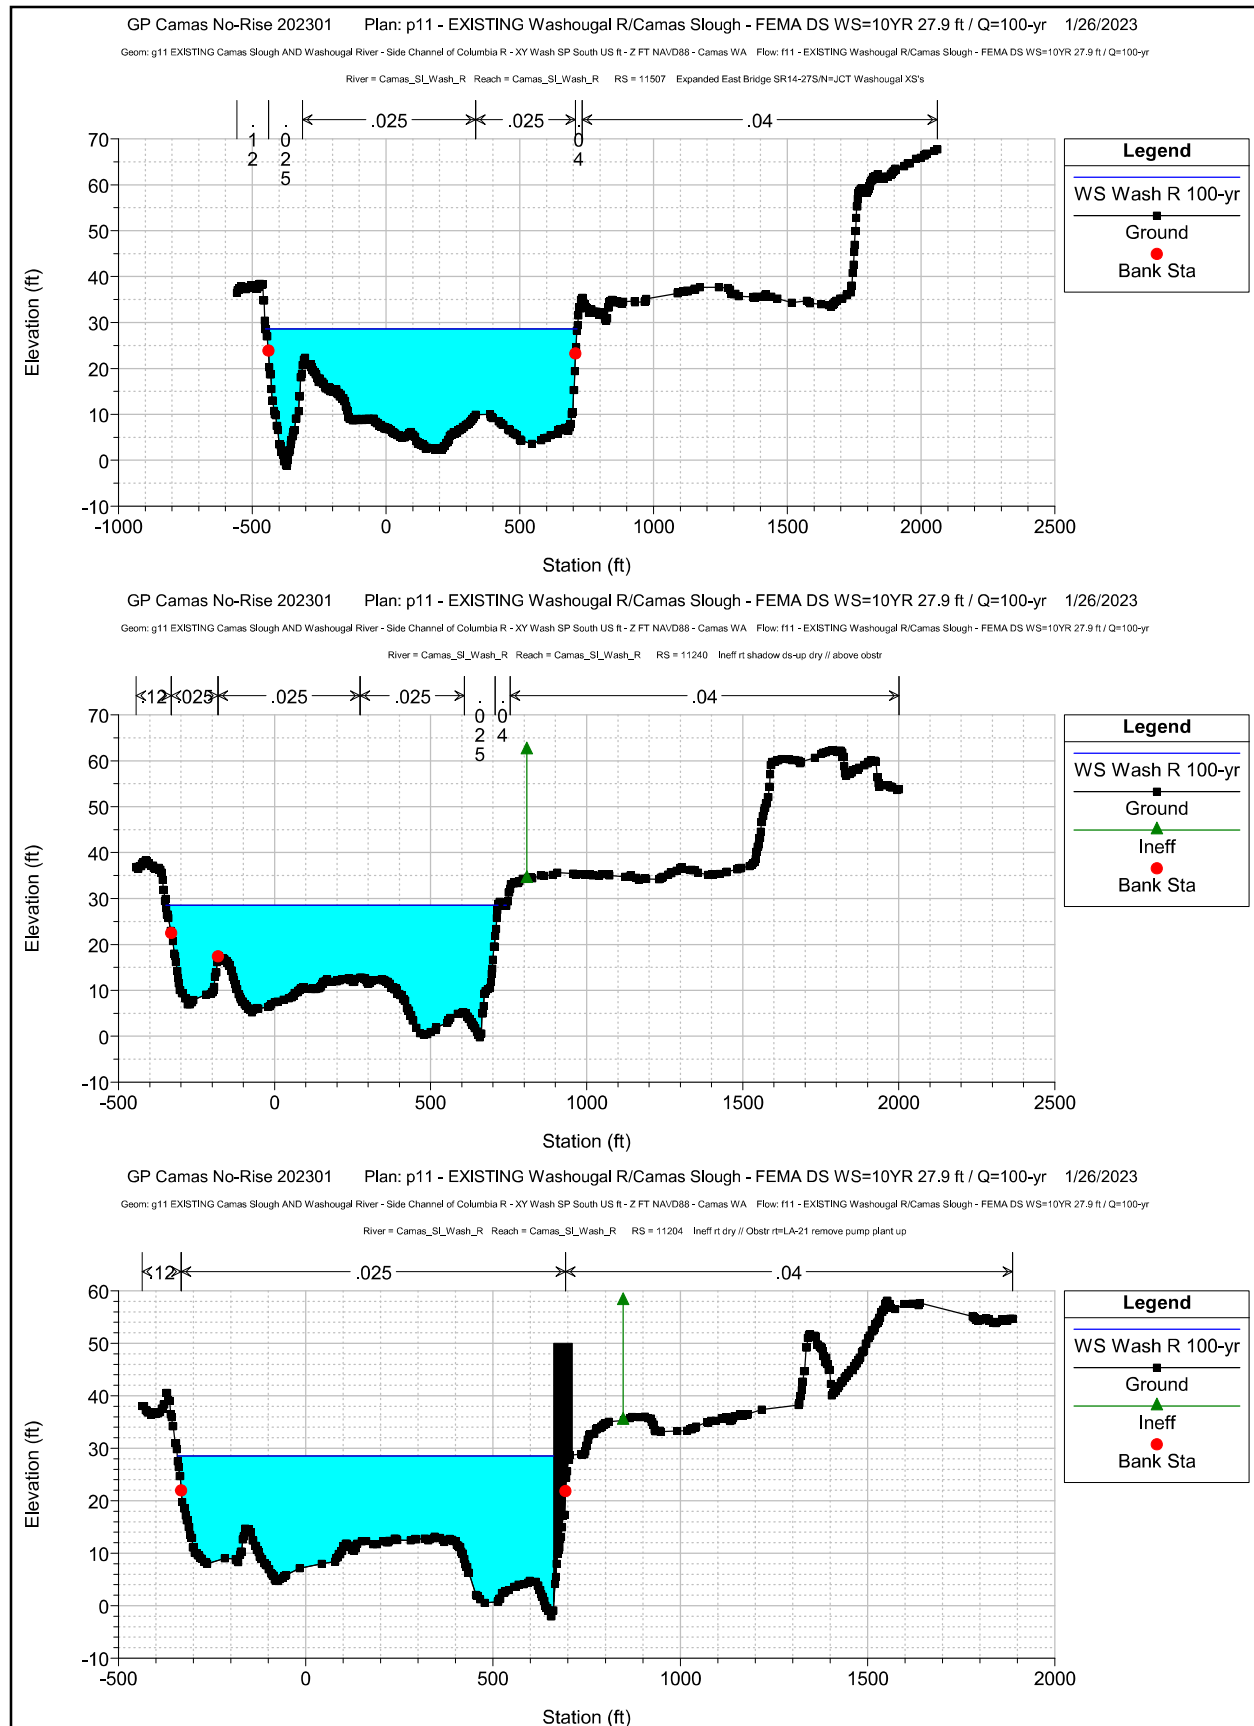 GP Camas No-Rise 202301 Plan: p11 - EXISTING Washougal R/Camas Slough - FEMA DS WS=10YR 27.9 ft / Q=100-yr 1/26/2023
Geom: g11 EXISTING Camas Slough AND Washougal River - Side Channel of Columbia R - XY Wash SP South US ft - Z FT NAVD88 - Camas WA Flow: f11 - EXISTING Washougal R/Camas Slough - FEMA DS WS=10YR 27.9 ft / Q=100-yr
River = Camas_Sl_Wash_R Reach = Camas_Sl_Wash_R RS = 11507 Expanded East Bridge SR14-27S/N=JCT Washougal XS's
.12 .025 .025 .025 .04 .04
70
60
50
40
30
20
10
0
-10
Elevation (ft)
-1000 -500 0 500 1000 1500 2000 2500
Station (ft)
Legend
WS Wash R 100-yr
Ground
Bank Sta
GP Camas No-Rise 202301 Plan: p11 - EXISTING Washougal R/Camas Slough - FEMA DS WS=10YR 27.9 ft / Q=100-yr 1/26/2023
Geom: g11 EXISTING Camas Slough AND Washougal River - Side Channel of Columbia R - XY Wash SP South US ft - Z FT NAVD88 - Camas WA Flow: f11 - EXISTING Washougal R/Camas Slough - FEMA DS WS=10YR 27.9 ft / Q=100-yr
River = Camas_Sl_Wash_R Reach = Camas_Sl_Wash_R RS = 11240 Ineff rt shadow ds-up dry // above obstr
.12 .025 .025 .025 .025 .04 .04
70
60
50
40
30
20
10
0
-10
Elevation (ft)
-500 0 500 1000 1500 2000 2500
Station (ft)
Legend
WS Wash R 100-yr
Ground
Ineff
Bank Sta
GP Camas No-Rise 202301 Plan: p11 - EXISTING Washougal R/Camas Slough - FEMA DS WS=10YR 27.9 ft / Q=100-yr 1/26/2023
Geom: g11 EXISTING Camas Slough AND Washougal River - Side Channel of Columbia R - XY Wash SP South US ft - Z FT NAVD88 - Camas WA Flow: f11 - EXISTING Washougal R/Camas Slough - FEMA DS WS=10YR 27.9 ft / Q=100-yr
River = Camas_Sl_Wash_R Reach = Camas_Sl_Wash_R RS = 11204 Ineff rt dry // Obstr rt=LA-21 remove pump plant up
.12 .025 .04
60
50
40
30
20
10
0
-10
Elevation (ft)
-500 0 500 1000 1500 2000
Station (ft)
Legend
WS Wash R 100-yr
Ground
Ineff
Bank Sta